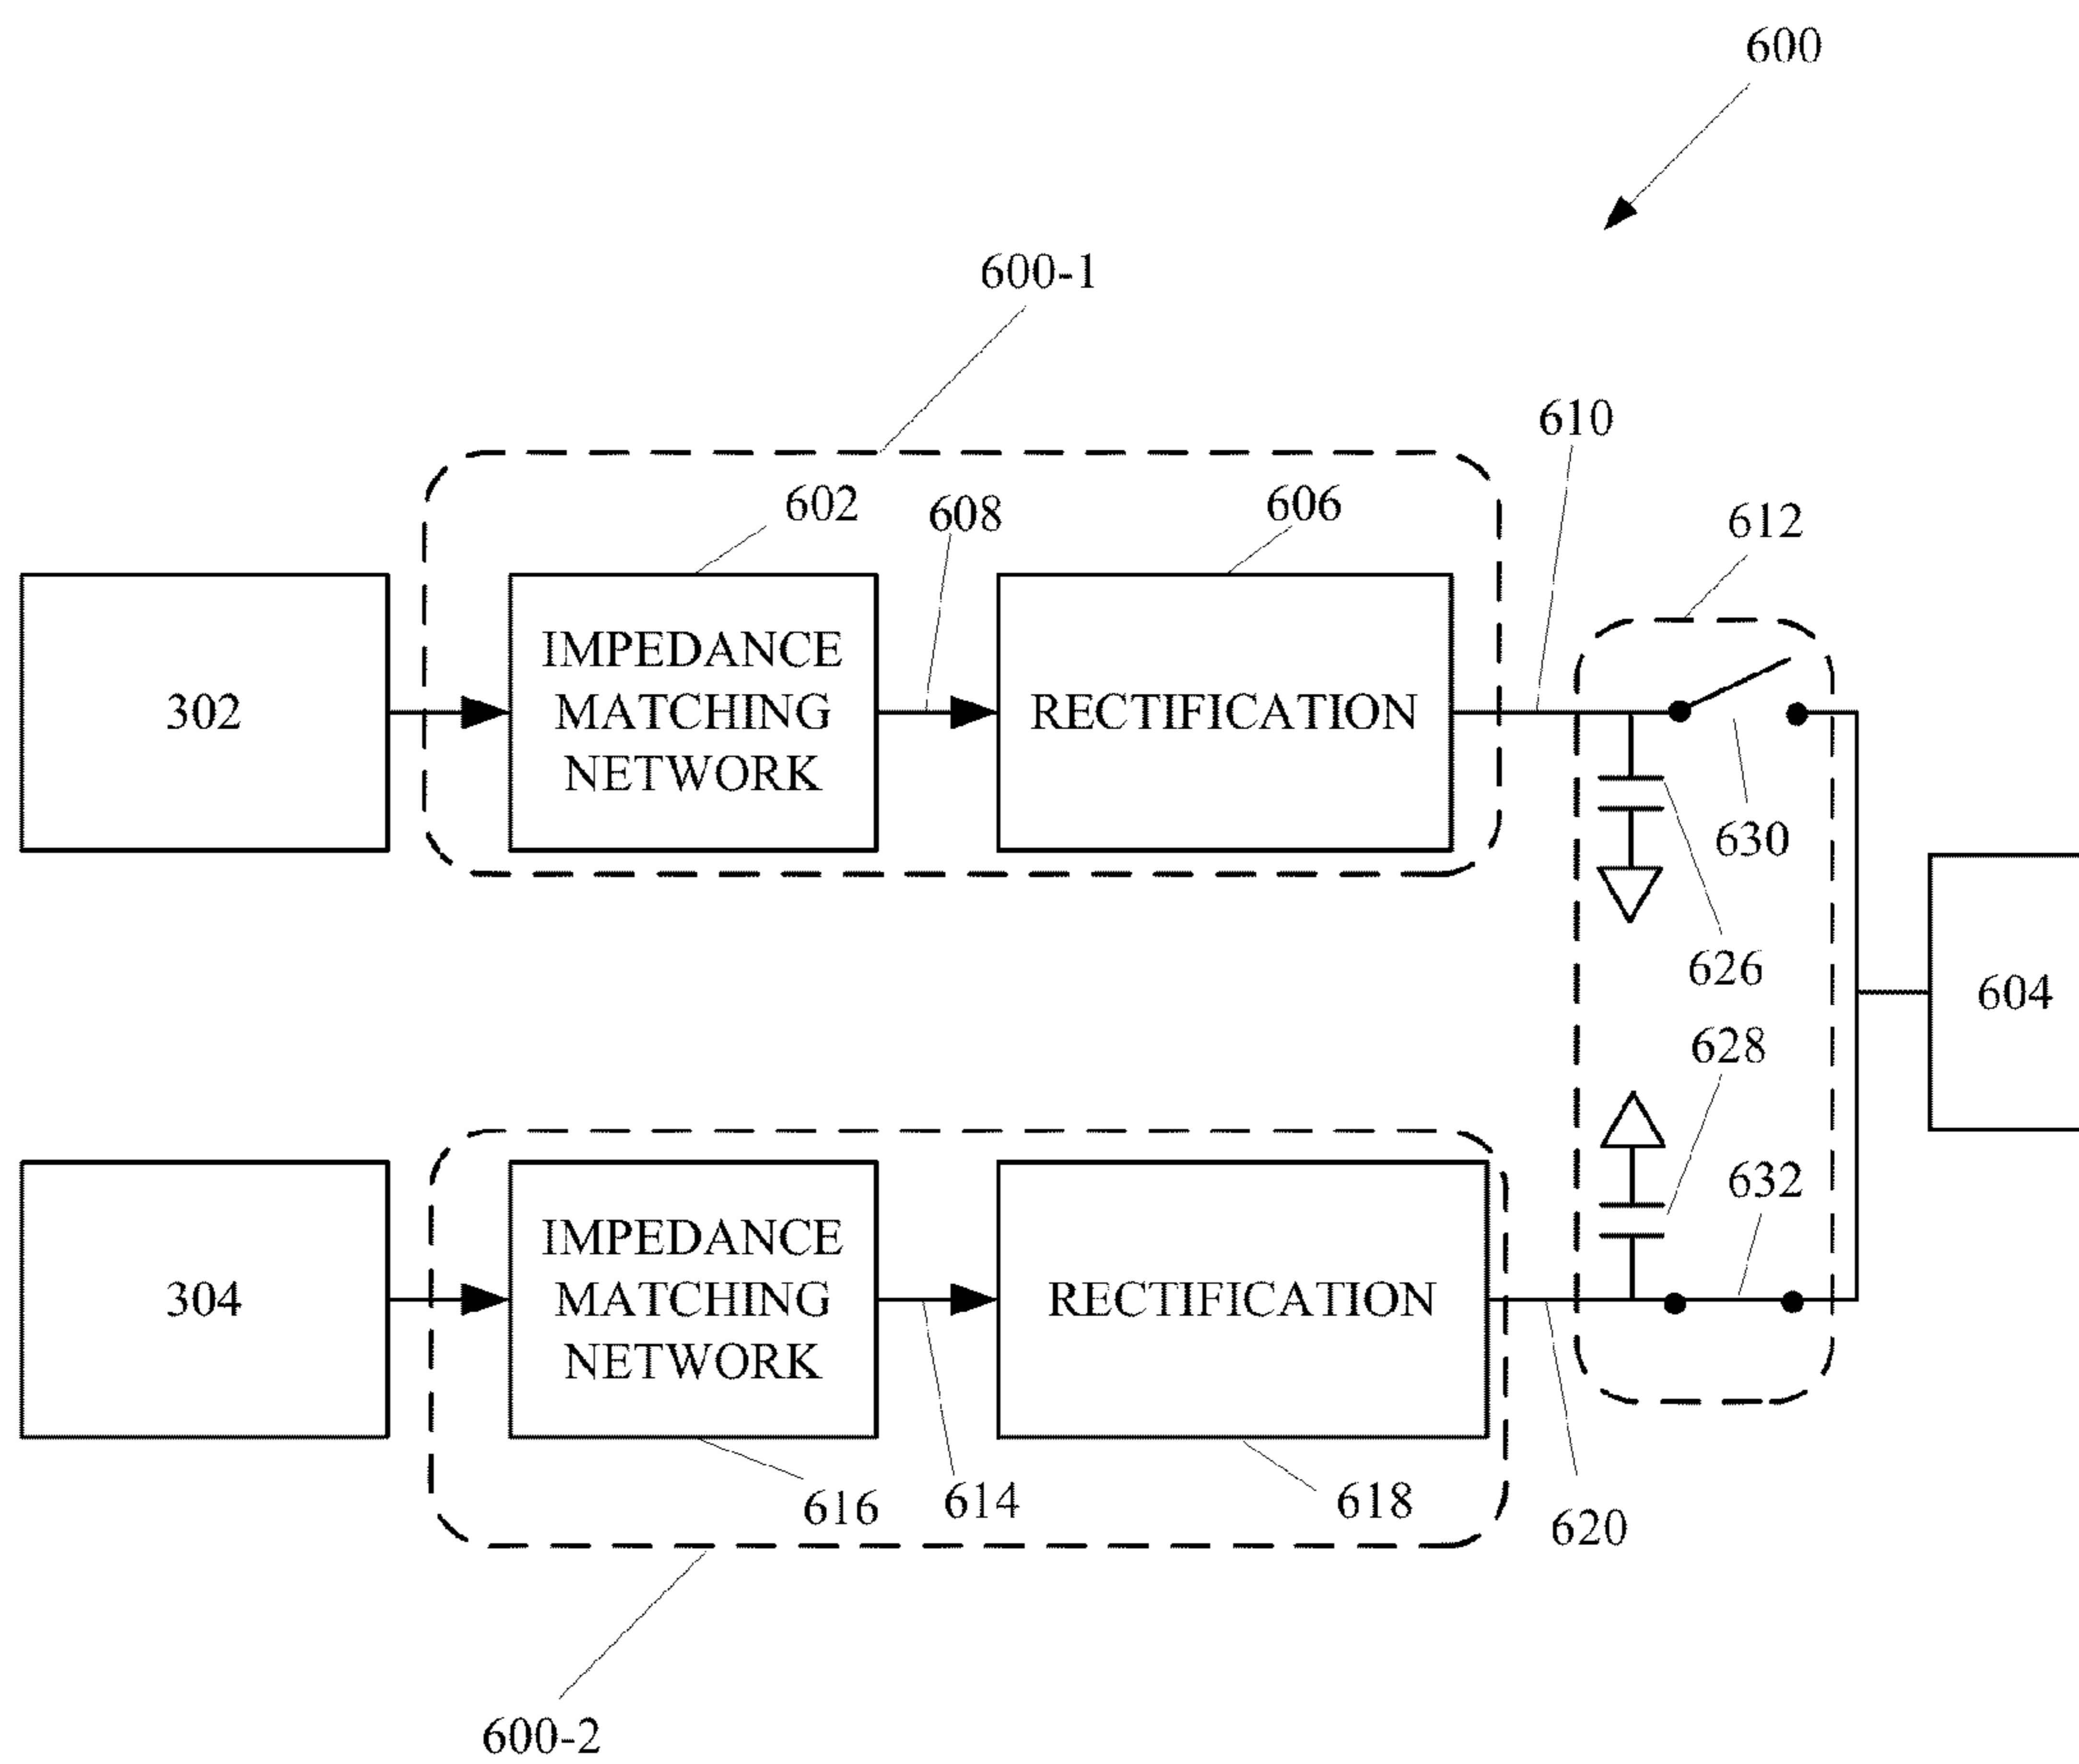 600
600-1
610
602
608
606
612
302
IMPEDANCE
MATCHING
NETWORK
RECTIFICATION
630
626
604
628
632
304
IMPEDANCE
MATCHING
NETWORK
RECTIFICATION
616
614
618
620
600-2